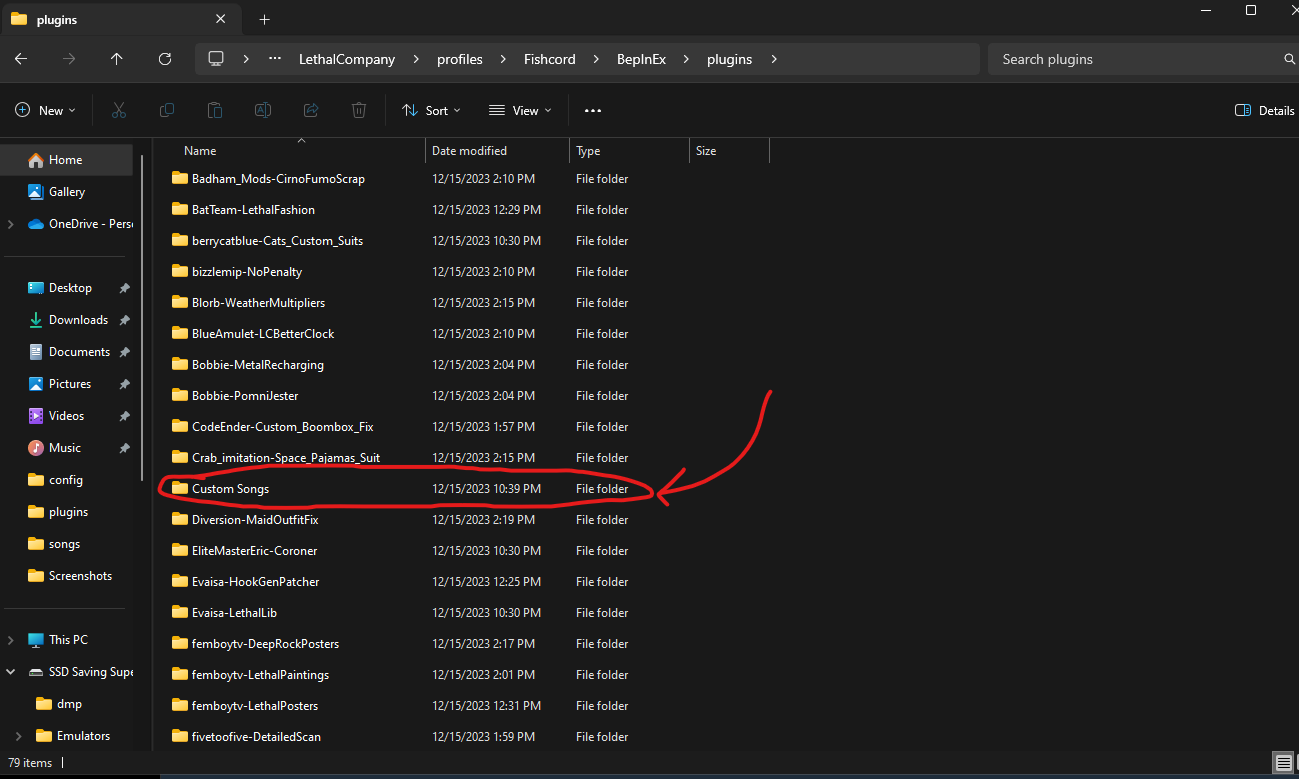 plugins
LethalCompany > profiles > Fishcord > BepInEx > plugins >
Search plugins
New
Sort
View
Details
Home
Gallery
OneDrive - Perso
Desktop
Downloads
Documents
Pictures
Videos
Music
config
plugins
songs
Screenshots
This PC
SSD Saving Supe
dmp
Emulators
Name Date modified Type Size
Badham_Mods-CirnoFumoScrap 12/15/2023 2:10 PM File folder
BatTeam-LethalFashion 12/15/2023 12:29 PM File folder
berrycatblue-Cats_Custom_Suits 12/15/2023 10:30 PM File folder
bizzlemip-NoPenalty 12/15/2023 2:10 PM File folder
Blorb-WeatherMultipliers 12/15/2023 2:15 PM File folder
BlueAmulet-LCBetterClock 12/15/2023 2:10 PM File folder
Bobbie-MetalRecharging 12/15/2023 2:04 PM File folder
Bobbie-PomniJester 12/15/2023 2:04 PM File folder
CodeEnder-Custom_Boombox_Fix 12/15/2023 1:57 PM File folder
Crab_imitation-Space_Pajamas_Suit 12/15/2023 2:15 PM File folder
Custom Songs 12/15/2023 10:39 PM File folder
Diversion-MaidOutfitFix 12/15/2023 2:19 PM File folder
EliteMasterEric-Coroner 12/15/2023 10:30 PM File folder
Evaisa-HookGenPatcher 12/15/2023 12:25 PM File folder
Evaisa-LethalLib 12/15/2023 10:30 PM File folder
femboytv-DeepRockPosters 12/15/2023 2:17 PM File folder
femboytv-LethalPaintings 12/15/2023 2:01 PM File folder
femboytv-LethalPosters 12/15/2023 12:31 PM File folder
fivetoofive-DetailedScan 12/15/2023 1:59 PM File folder
79 items